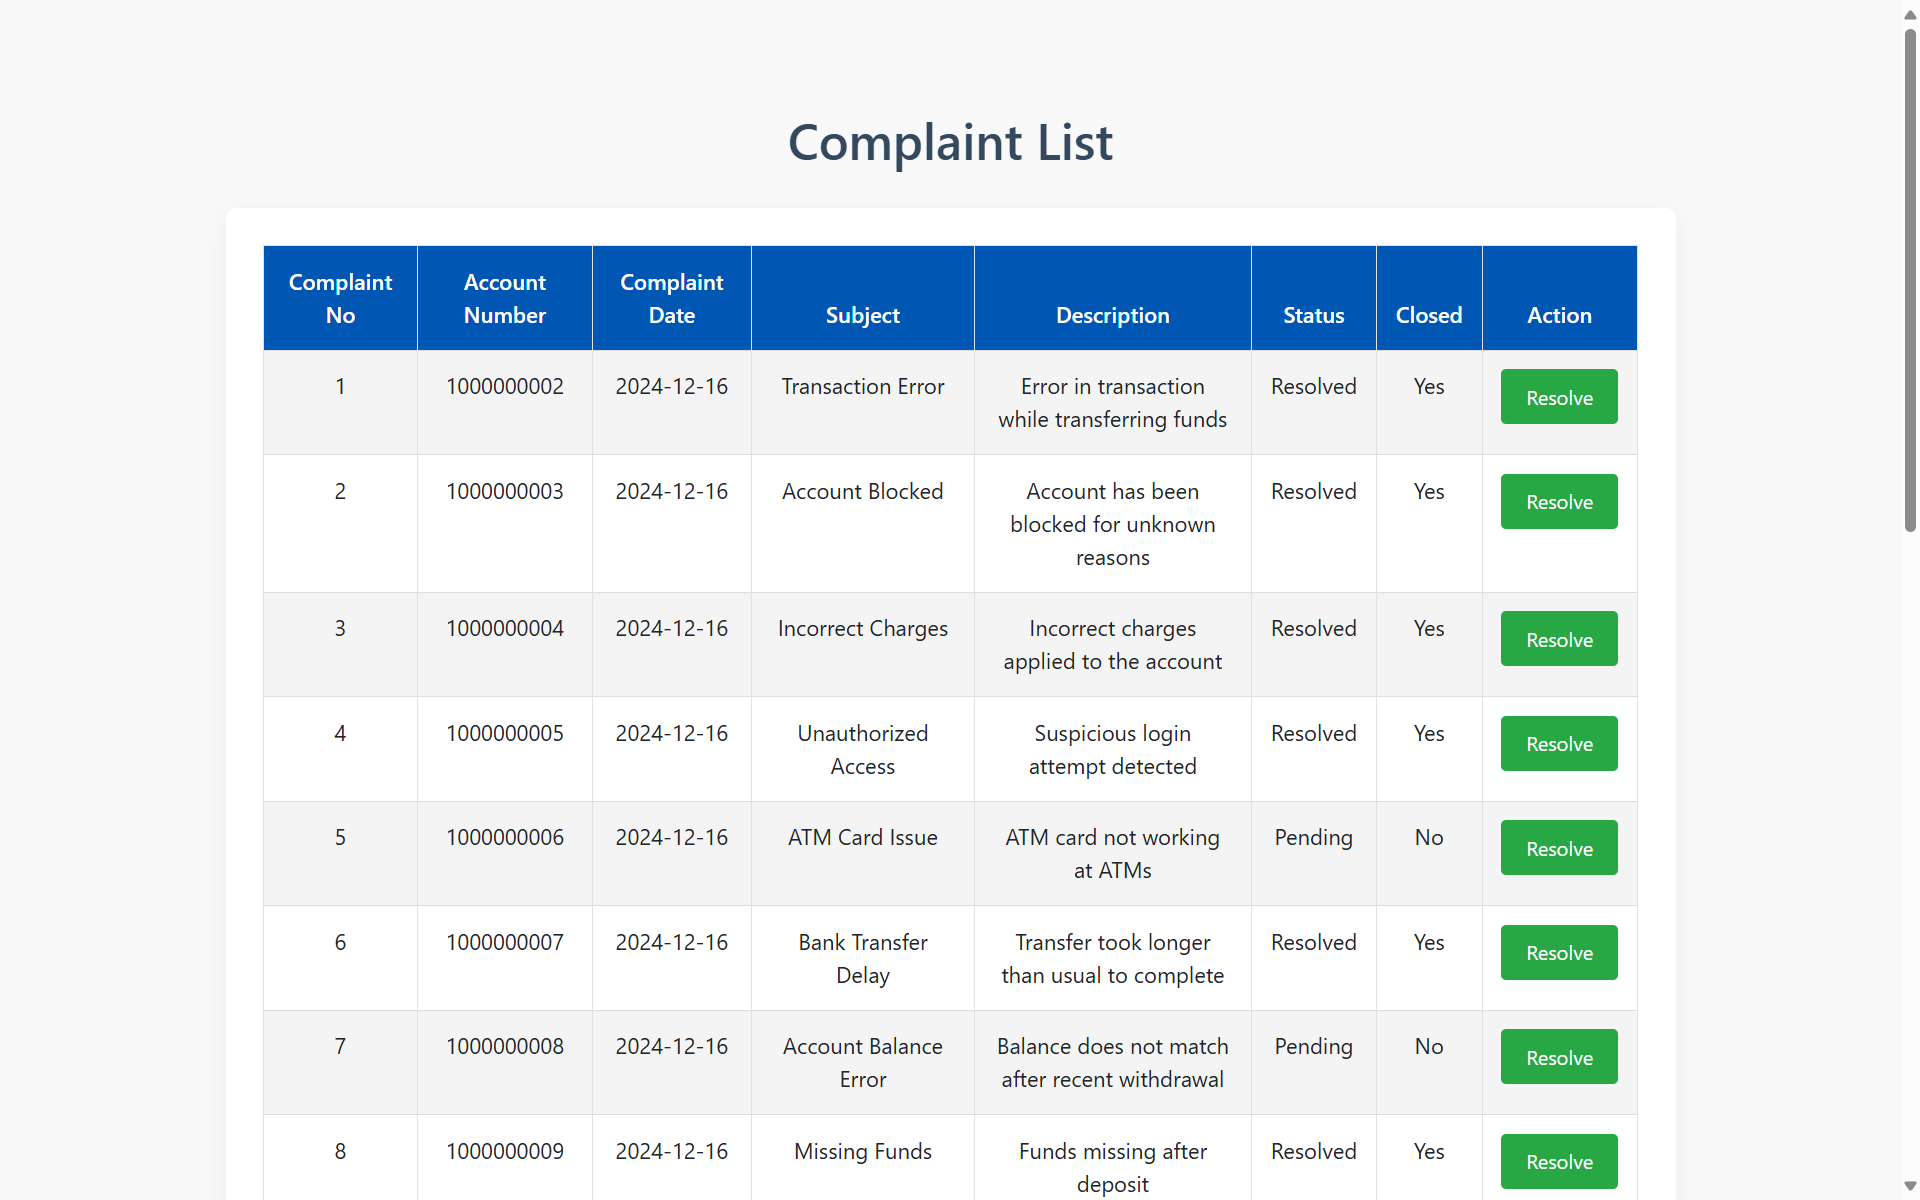 Complaint List
Complaint No	Account Number	Complaint Date	Subject	Description	Status	Closed	Action
1	1000000002	2024-12-16	Transaction Error	Error in transaction while transferring funds	Resolved	Yes	Resolve
2	1000000003	2024-12-16	Account Blocked	Account has been blocked for unknown reasons	Resolved	Yes	Resolve
3	1000000004	2024-12-16	Incorrect Charges	Incorrect charges applied to the account	Resolved	Yes	Resolve
4	1000000005	2024-12-16	Unauthorized Access	Suspicious login attempt detected	Resolved	Yes	Resolve
5	1000000006	2024-12-16	ATM Card Issue	ATM card not working at ATMs	Pending	No	Resolve
6	1000000007	2024-12-16	Bank Transfer Delay	Transfer took longer than usual to complete	Resolved	Yes	Resolve
7	1000000008	2024-12-16	Account Balance Error	Balance does not match after recent withdrawal	Pending	No	Resolve
8	1000000009	2024-12-16	Missing Funds	Funds missing after deposit	Resolved	Yes	Resolve